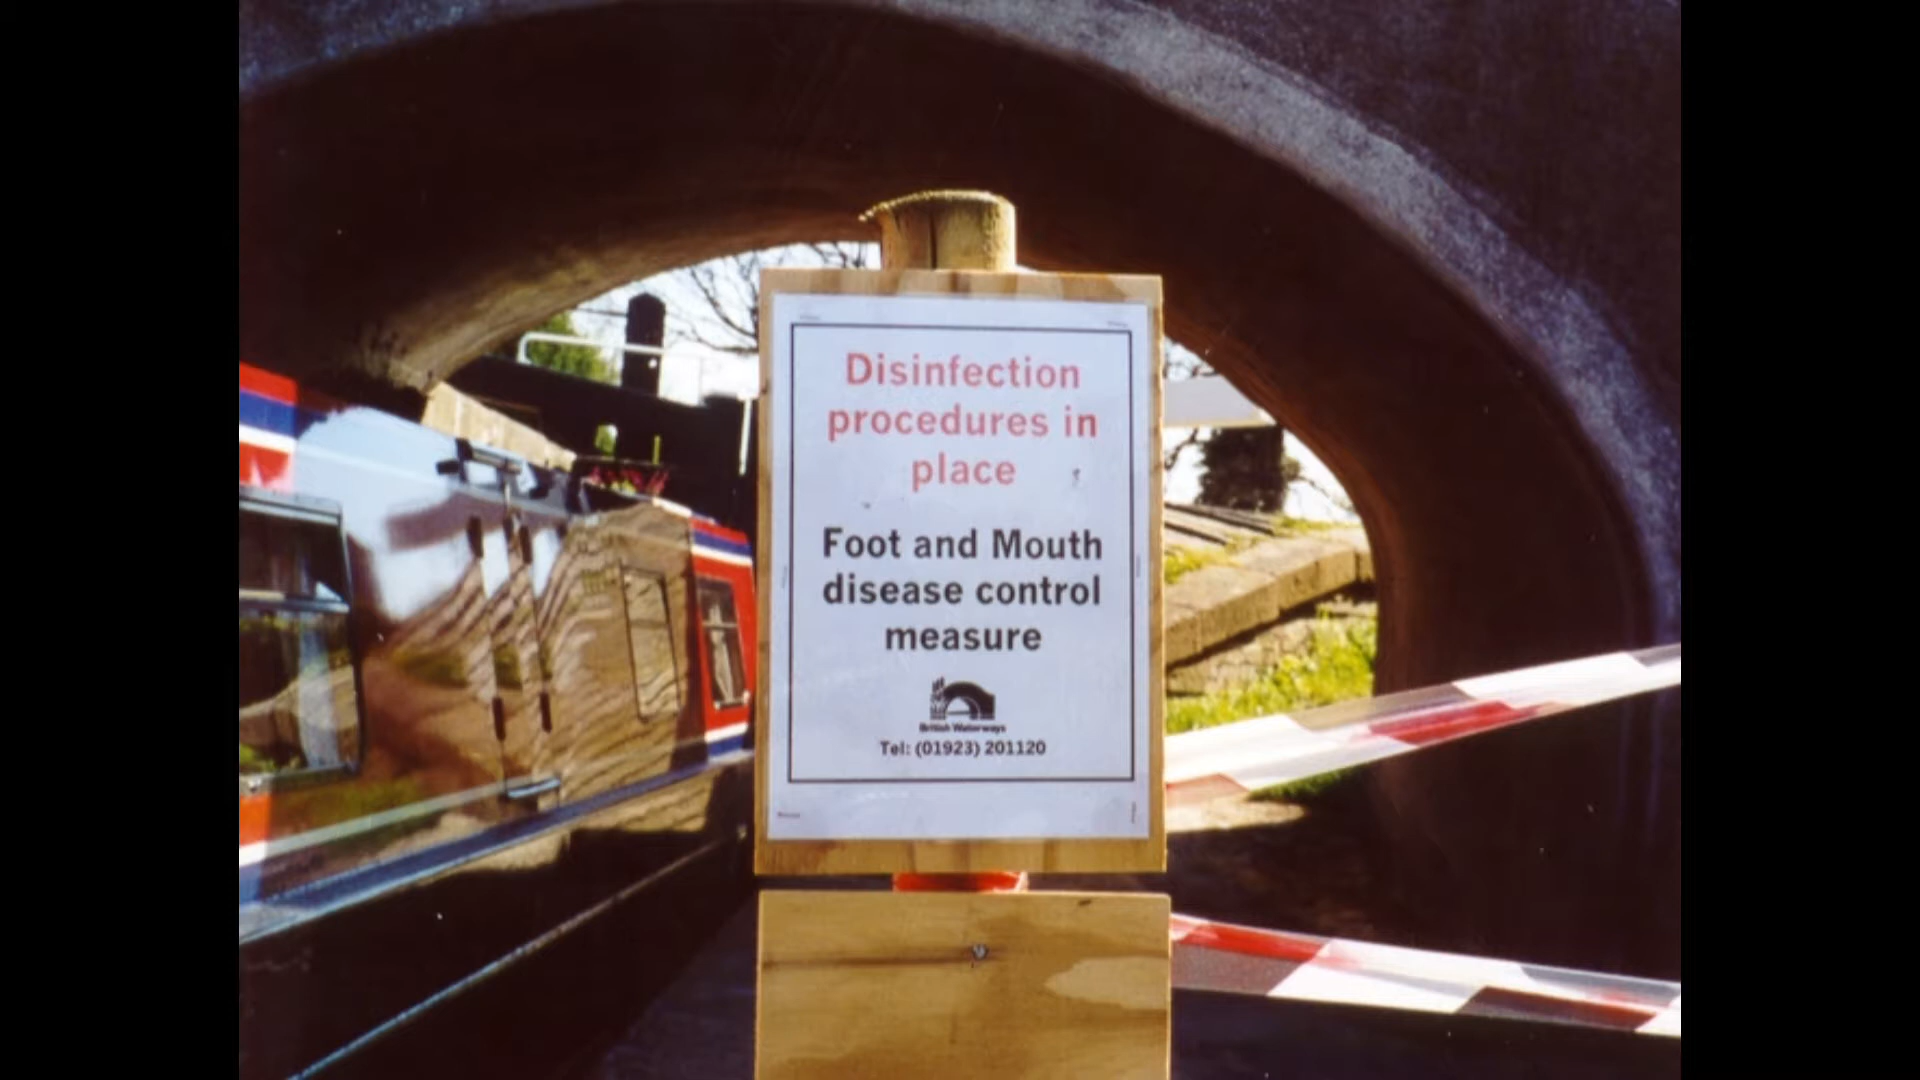 Disinfection
procedures in
place
Foot and Mouth
disease control
measure
British Waterways
Tel: (01923) 201120